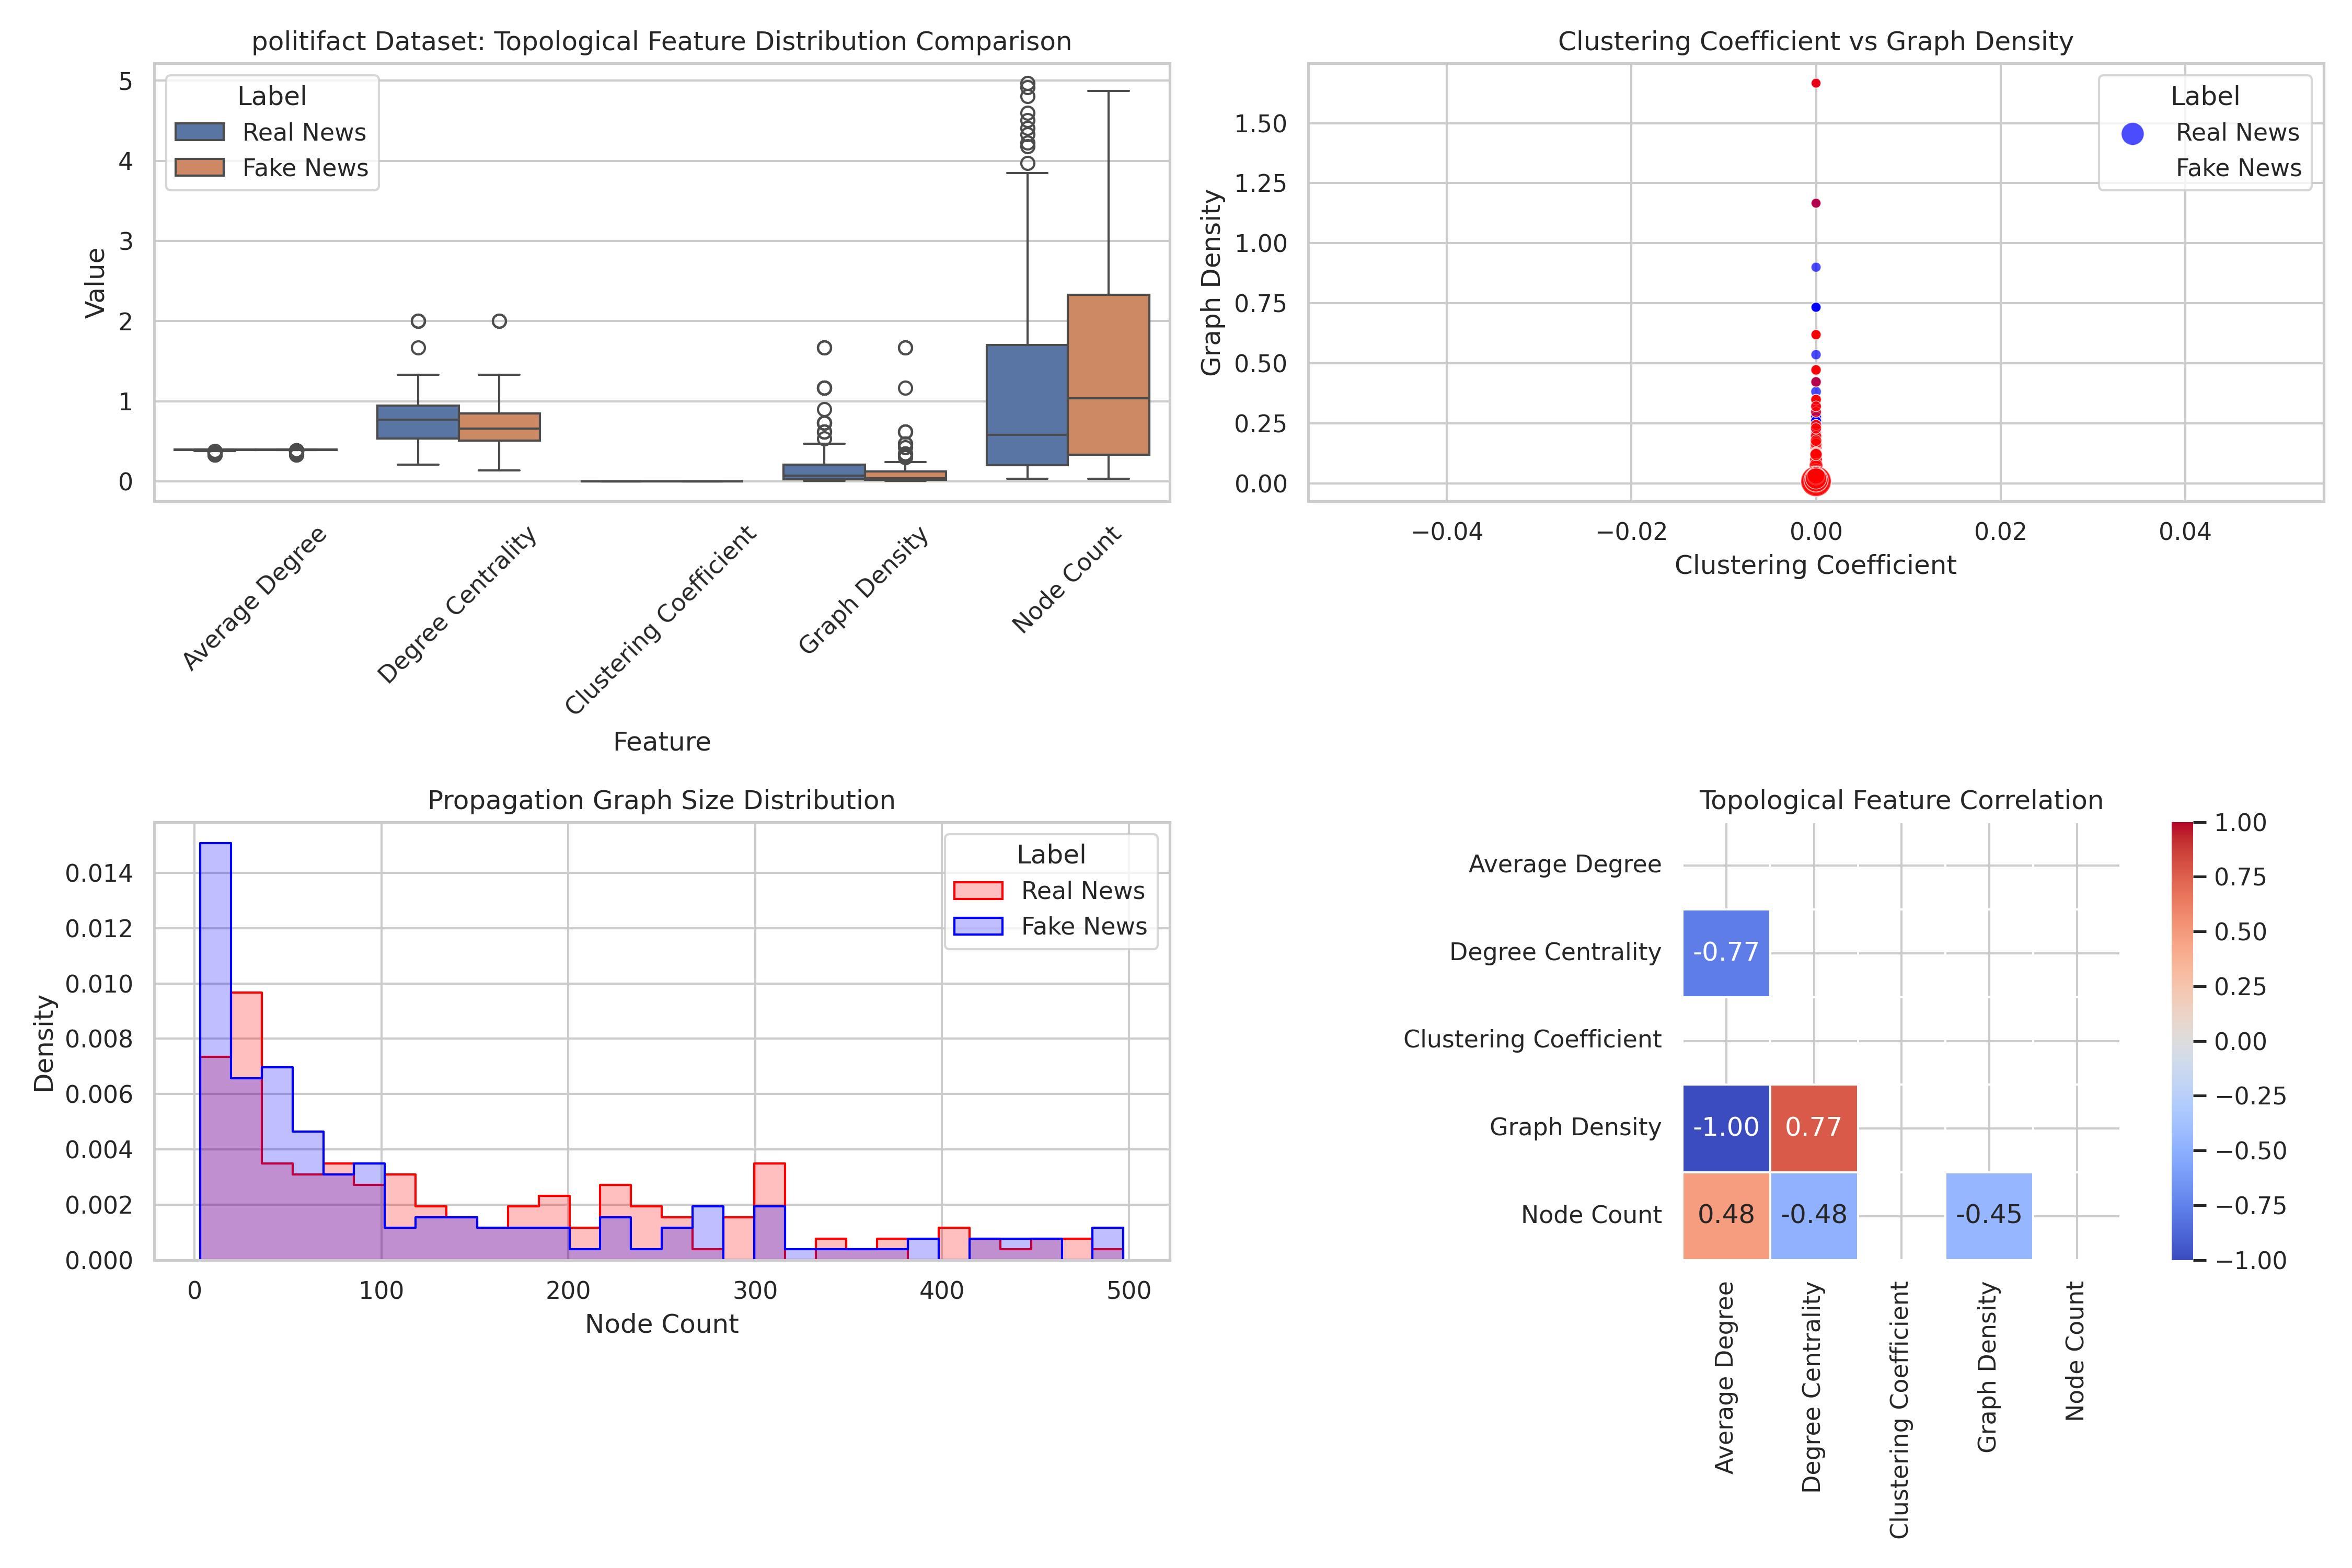 politifact Dataset: Topological Feature Distribution Comparison
Label
Real News
Fake News
Value
5
4
3
2
1
0
Average Degree
Degree Centrality
Clustering Coefficient
Graph Density
Node Count
Feature
Clustering Coefficient vs Graph Density
Label
Real News
Fake News
Graph Density
1.50
1.25
1.00
0.75
0.50
0.25
0.00
−0.04
−0.02
0.00
0.02
0.04
Clustering Coefficient
Propagation Graph Size Distribution
Label
Real News
Fake News
Density
0.014
0.012
0.010
0.008
0.006
0.004
0.002
0.000
0
100
200
300
400
500
Node Count
Topological Feature Correlation
Average Degree
Degree Centrality
Clustering Coefficient
Graph Density
Node Count
-0.77
-1.00
0.77
0.48
-0.48
-0.45
Average Degree
Degree Centrality
Clustering Coefficient
Graph Density
Node Count
1.00
0.75
0.50
0.25
0.00
−0.25
−0.50
−0.75
−1.00